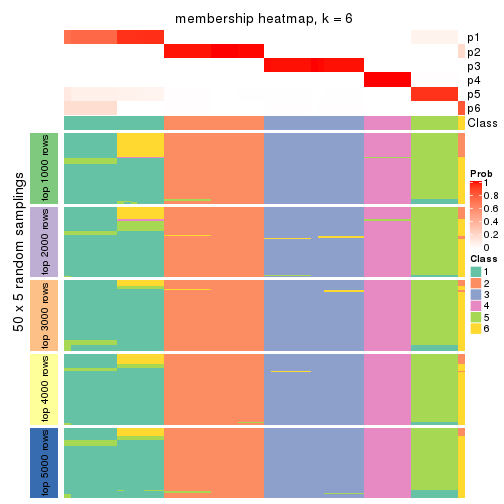 membership heatmap, k = 6
p1
p2
p3
p4
p5
p6
Class
50 x 5 random samplings
top 1000 rows
top 2000 rows
top 3000 rows
top 4000 rows
top 5000 rows
Prob
1
0.8
0.6
0.4
0.2
0
Class
1
2
3
4
5
6